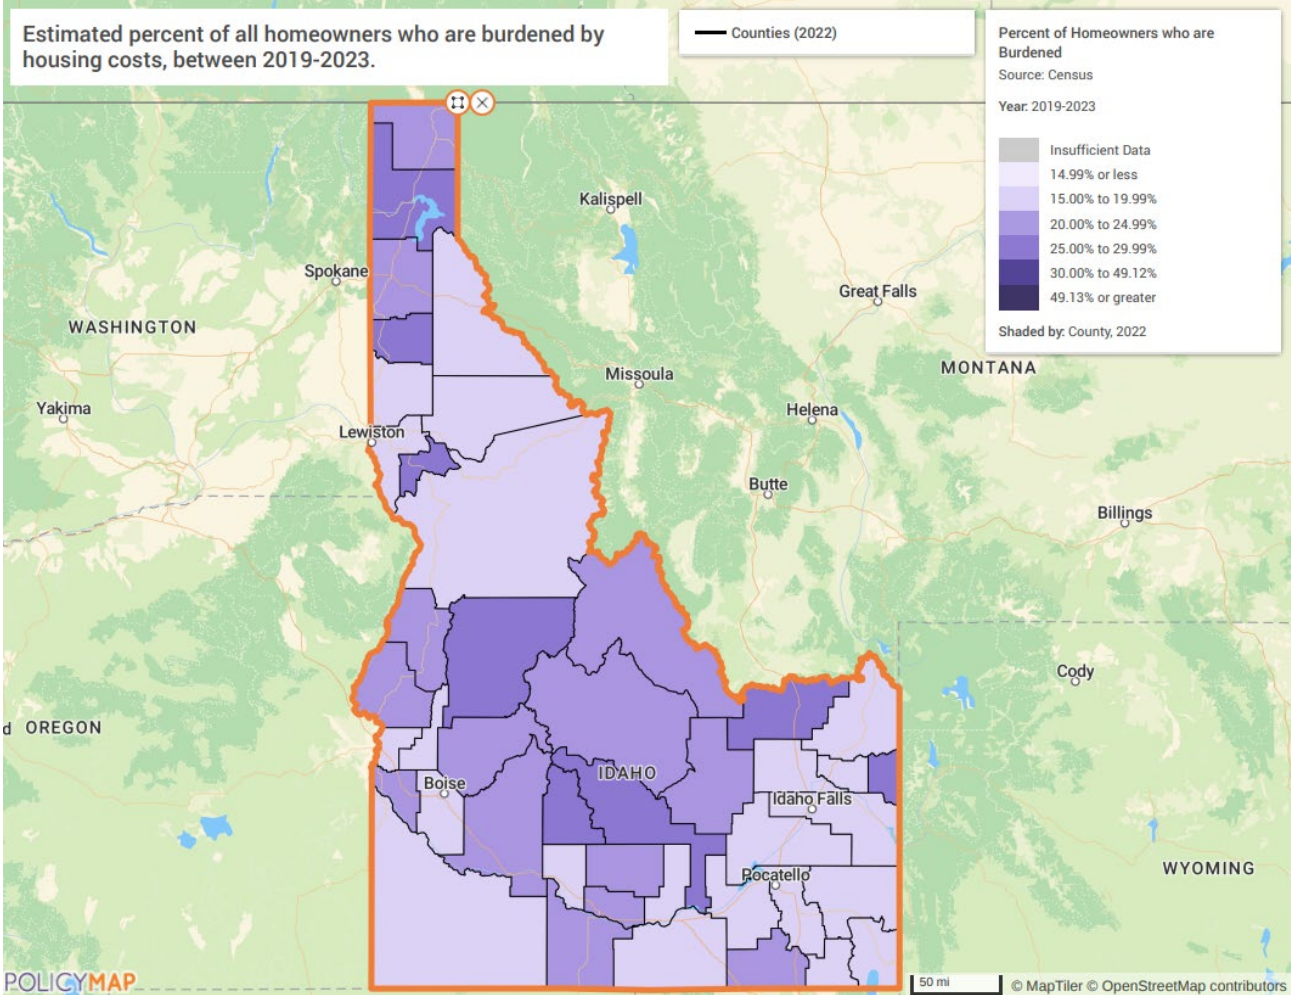 Estimated percent of all homeowners who are burdened by
housing costs, between 2019-2023.
Counties (2022)
Percent of Homeowners who are
Burdened
Source: Census
Year: 2019-2023
Insufficient Data
14.99% or less
15.00% to 19.99%
20.00% to 24.99%
25.00% to 29.99%
30.00% to 49.12%
49.13% or greater
Shaded by: County, 2022
Kalispell
Spokane
Great Falls
WASHINGTON
MONTANA
Missoula
Yakima
Helena
Lewiston
Butte
Billings
Cody
d OREGON
IDAHO
Boise
Idaho Falls
WYOMING
Pocatello
POLICYMAP
50 mi
© MapTiler © OpenStreetMap contributors